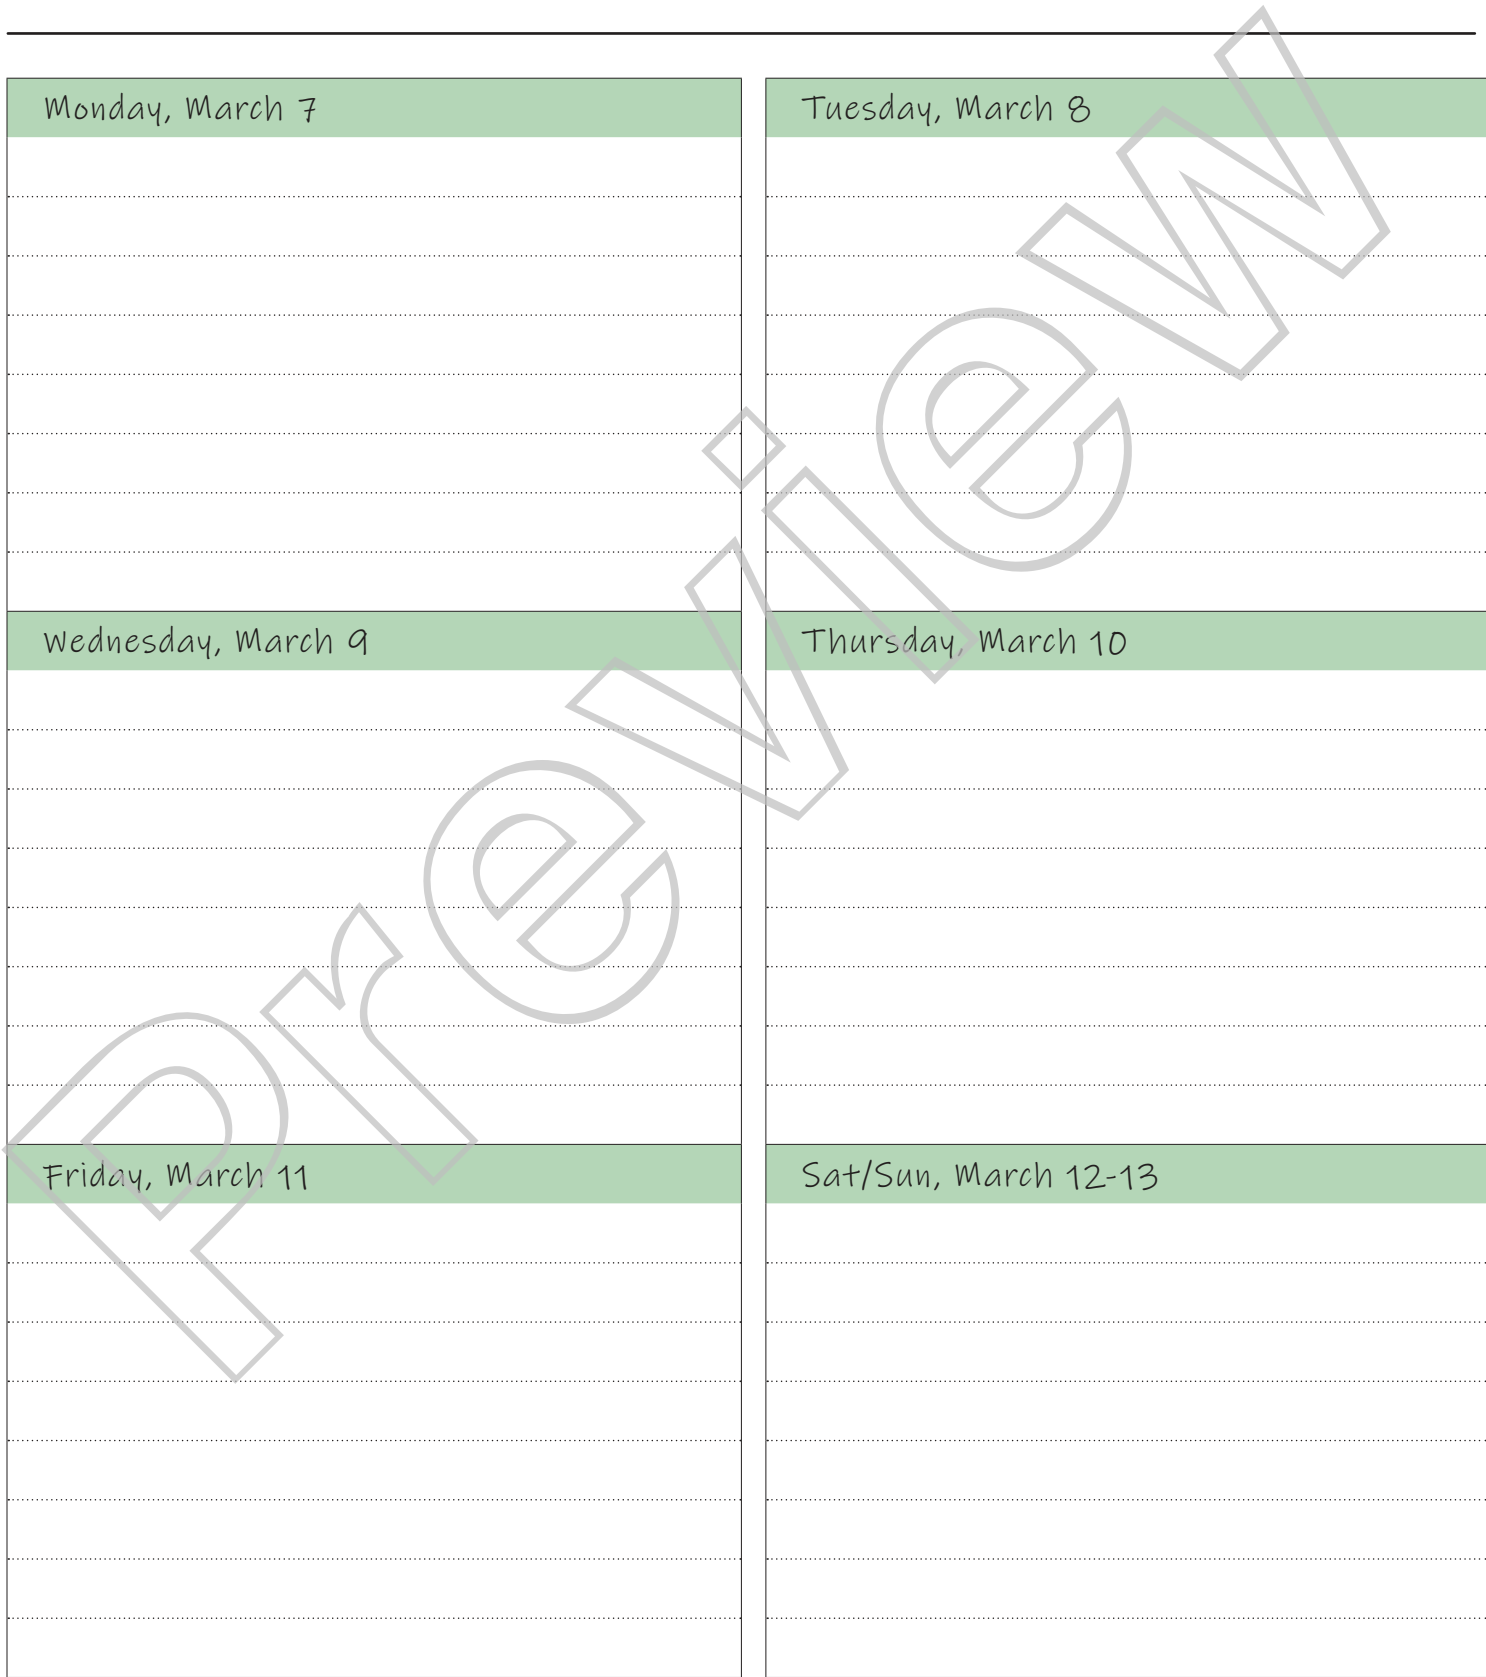 Monday, March 7
Tuesday, March 8
Wednesday, March 9
Thursday, March 10
Friday, March 11
Sat/Sun, March 12-13
Preview